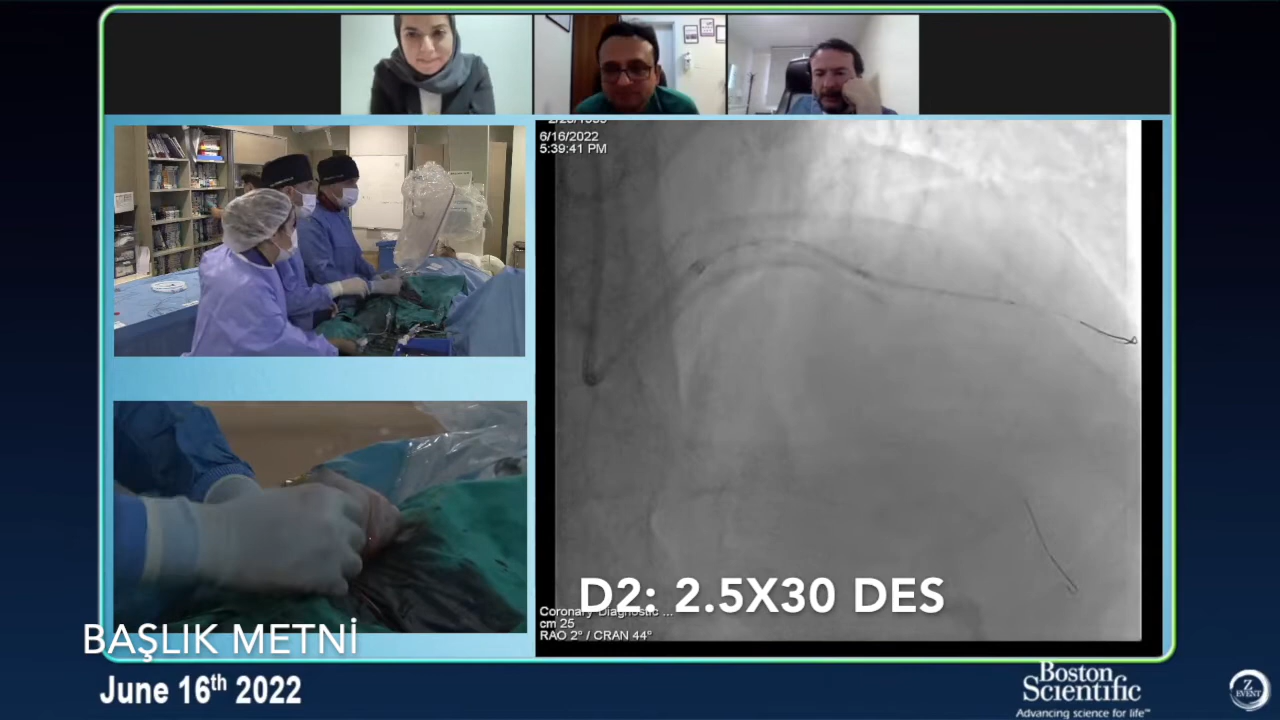 6/16/2022
5:39:41 PM
D2: 2.5X30 DES
Coronary Diagnostic ...
cm 25
RAO 2° / CRAN 44°
BAŞLIK METNİ
June 16th 2022
Boston
Scientific
Advancing science for life™
Z
EVENT